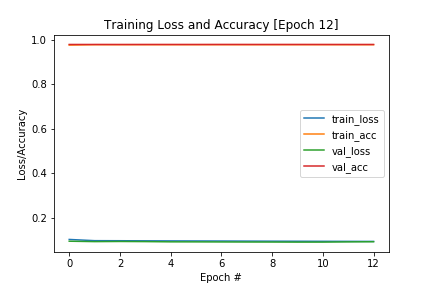 Training Loss and Accuracy [Epoch 12]
1.0
0.8
0.6
0.4
0.2
Loss/Accuracy
train_loss
train_acc
val_loss
val_acc
0 2 4 6 8 10 12
Epoch #